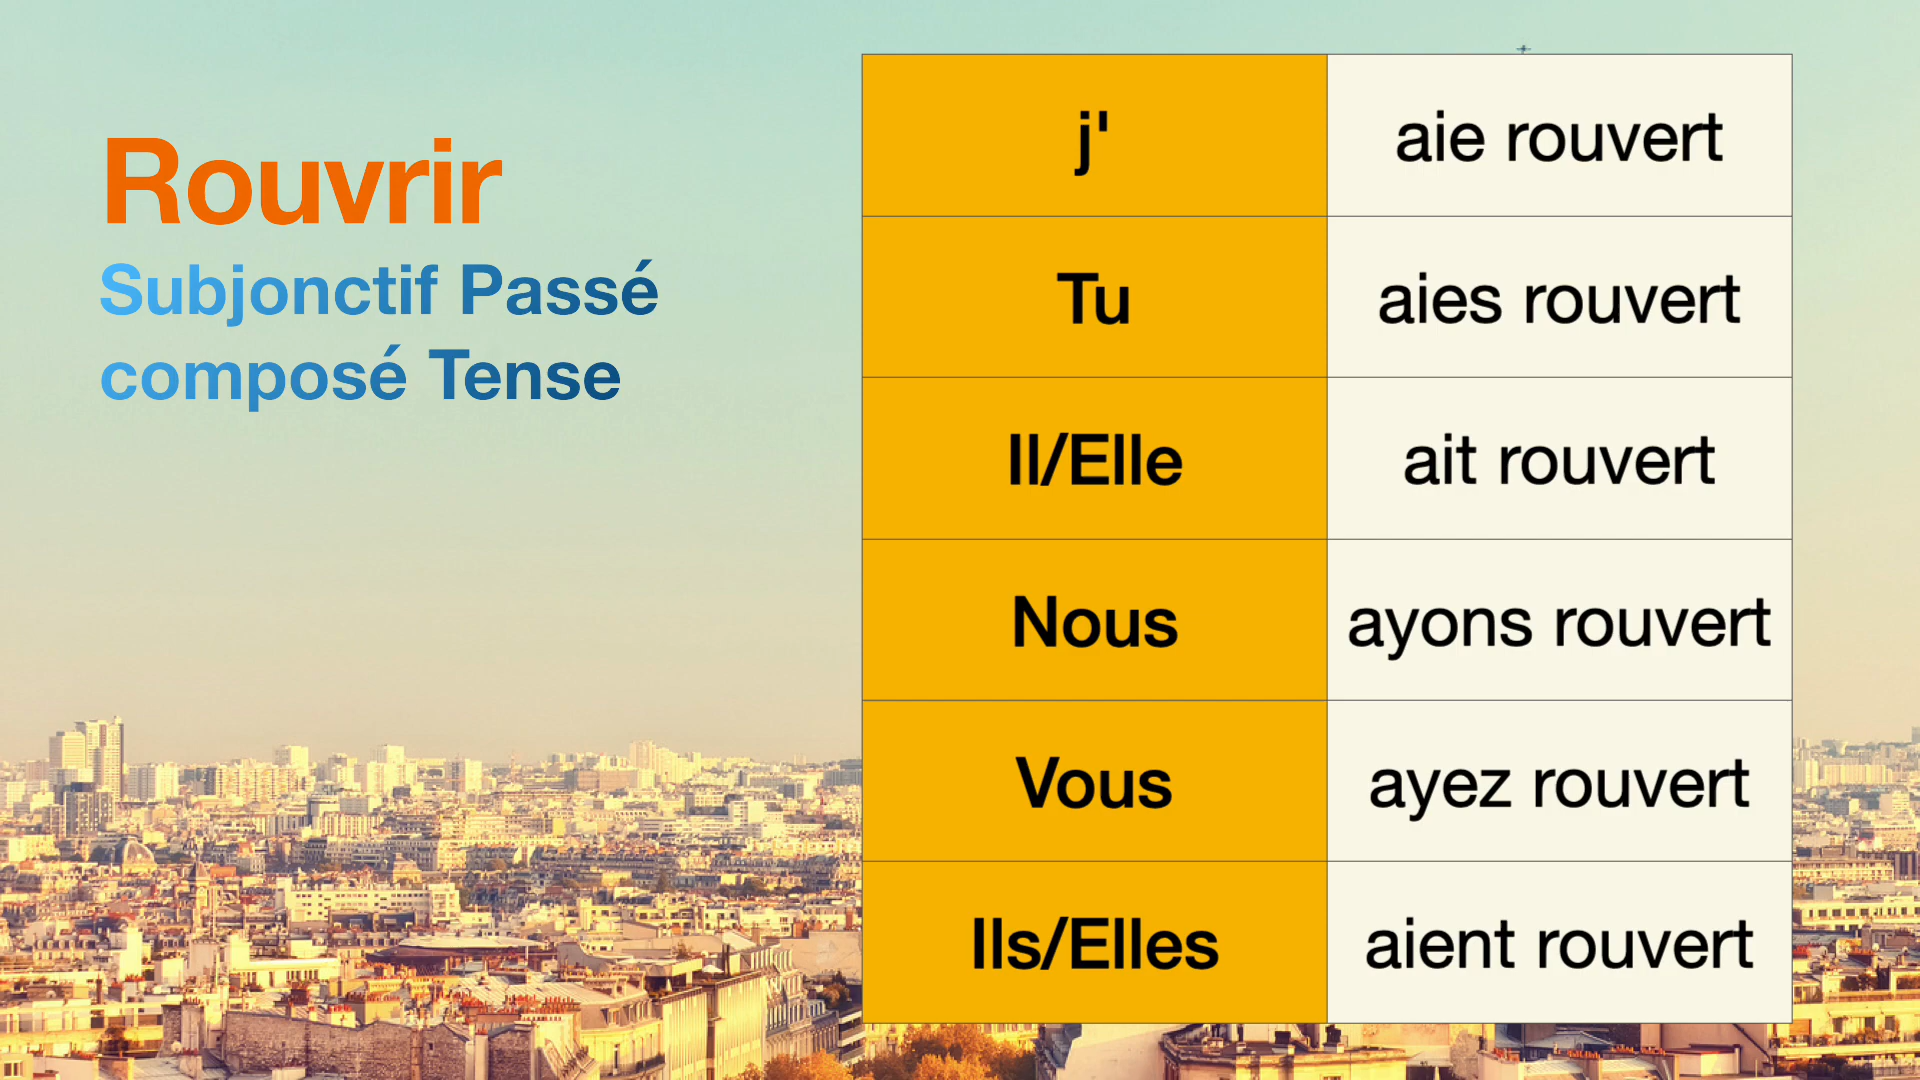 Rouvrir
Subjonctif Passé
composé Tense
j' aie rouvert
Tu aies rouvert
Il/Elle ait rouvert
Nous ayons rouvert
Vous ayez rouvert
Ils/Elles aient rouvert